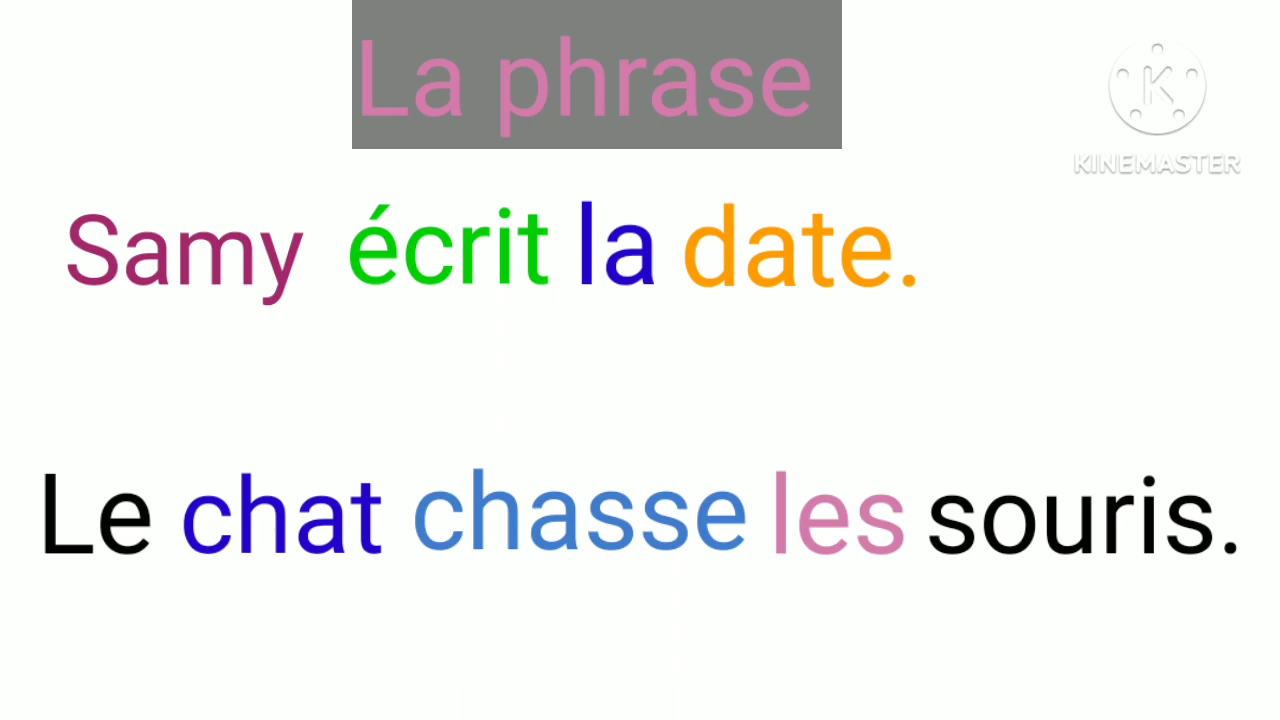 La phrase
KINEMASTER
Samy écrit la date.
Le chat chasse les souris.